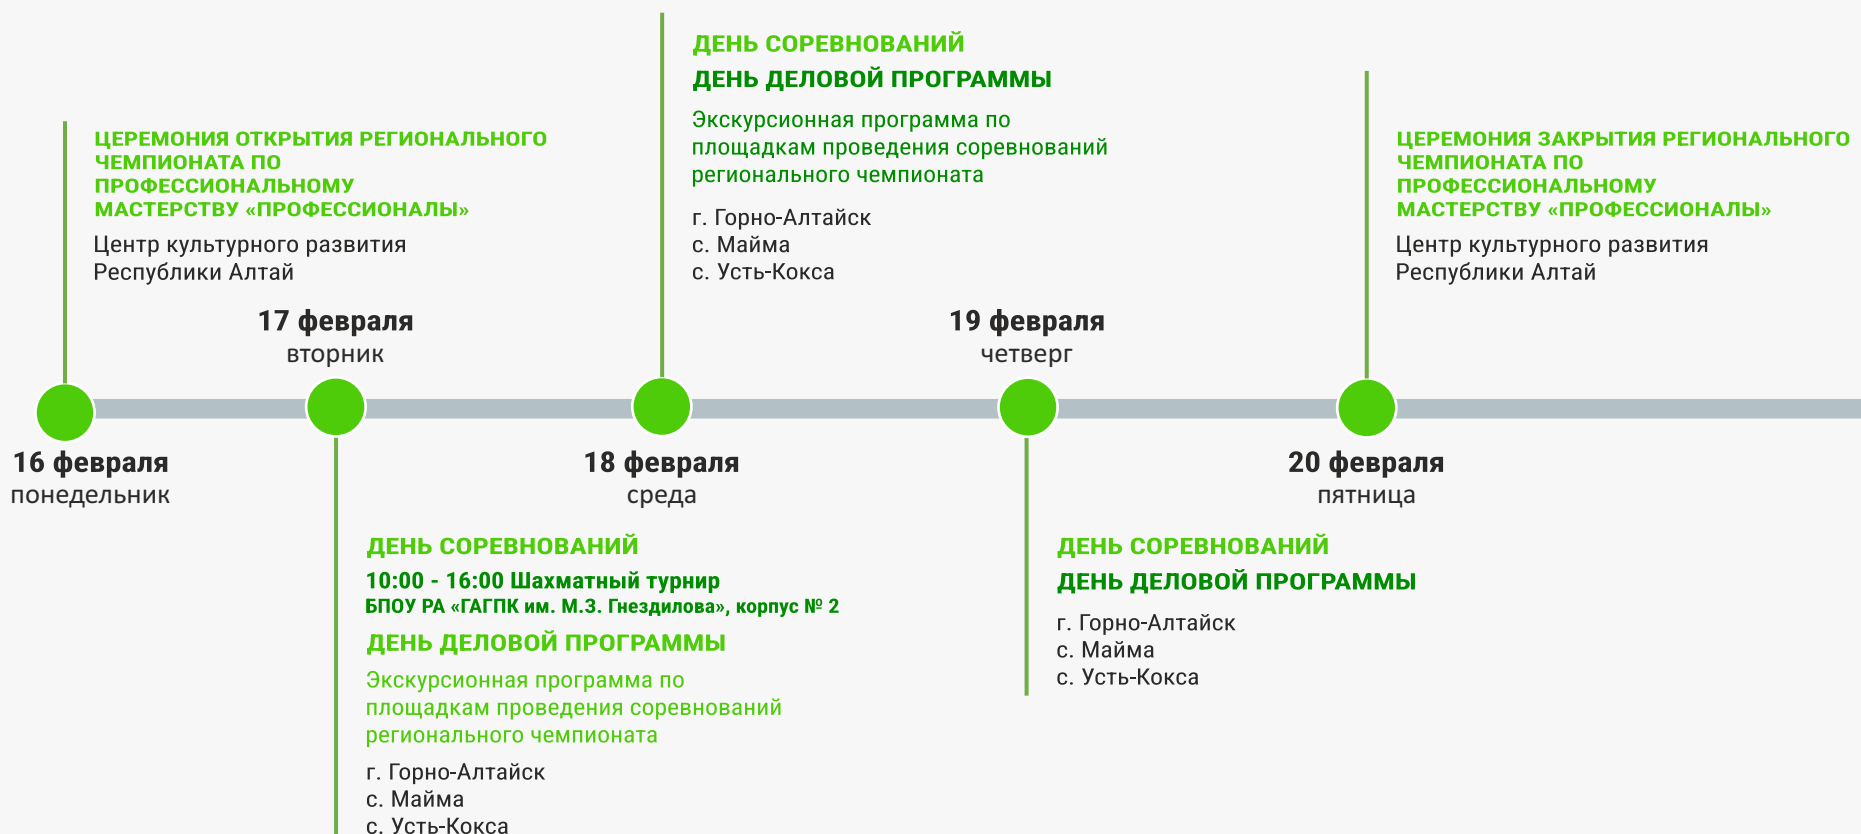 ЦЕРЕМОНИЯ ОТКРЫТИЯ РЕГИОНАЛЬНОГО
ЧЕМПИОНАТА ПО
ПРОФЕССИОНАЛЬНОМУ
МАСТЕРСТВУ «ПРОФЕССИОНАЛЫ»
Центр культурного развития
Республики Алтай
16 февраля
понедельник
17 февраля
вторник
ДЕНЬ СОРЕВНОВАНИЙ
10:00 - 16:00 Шахматный турнир
БПОУ РА «ГАГПК им. М.З. Гнездилова», корпус № 2
ДЕНЬ ДЕЛОВОЙ ПРОГРАММЫ
Экскурсионная программа по
площадкам проведения соревнований
регионального чемпионата
г. Горно-Алтайск
с. Майма
с. Усть-Кокса
ДЕНЬ СОРЕВНОВАНИЙ
ДЕНЬ ДЕЛОВОЙ ПРОГРАММЫ
Экскурсионная программа по
площадкам проведения соревнований
регионального чемпионата
г. Горно-Алтайск
с. Майма
с. Усть-Кокса
18 февраля
среда
19 февраля
четверг
ДЕНЬ СОРЕВНОВАНИЙ
ДЕНЬ ДЕЛОВОЙ ПРОГРАММЫ
г. Горно-Алтайск
с. Майма
с. Усть-Кокса
ЦЕРЕМОНИЯ ЗАКРЫТИЯ РЕГИОНАЛЬНОГО
ЧЕМПИОНАТА ПО
ПРОФЕССИОНАЛЬНОМУ
МАСТЕРСТВУ «ПРОФЕССИОНАЛЫ»
Центр культурного развития
Республики Алтай
20 февраля
пятница